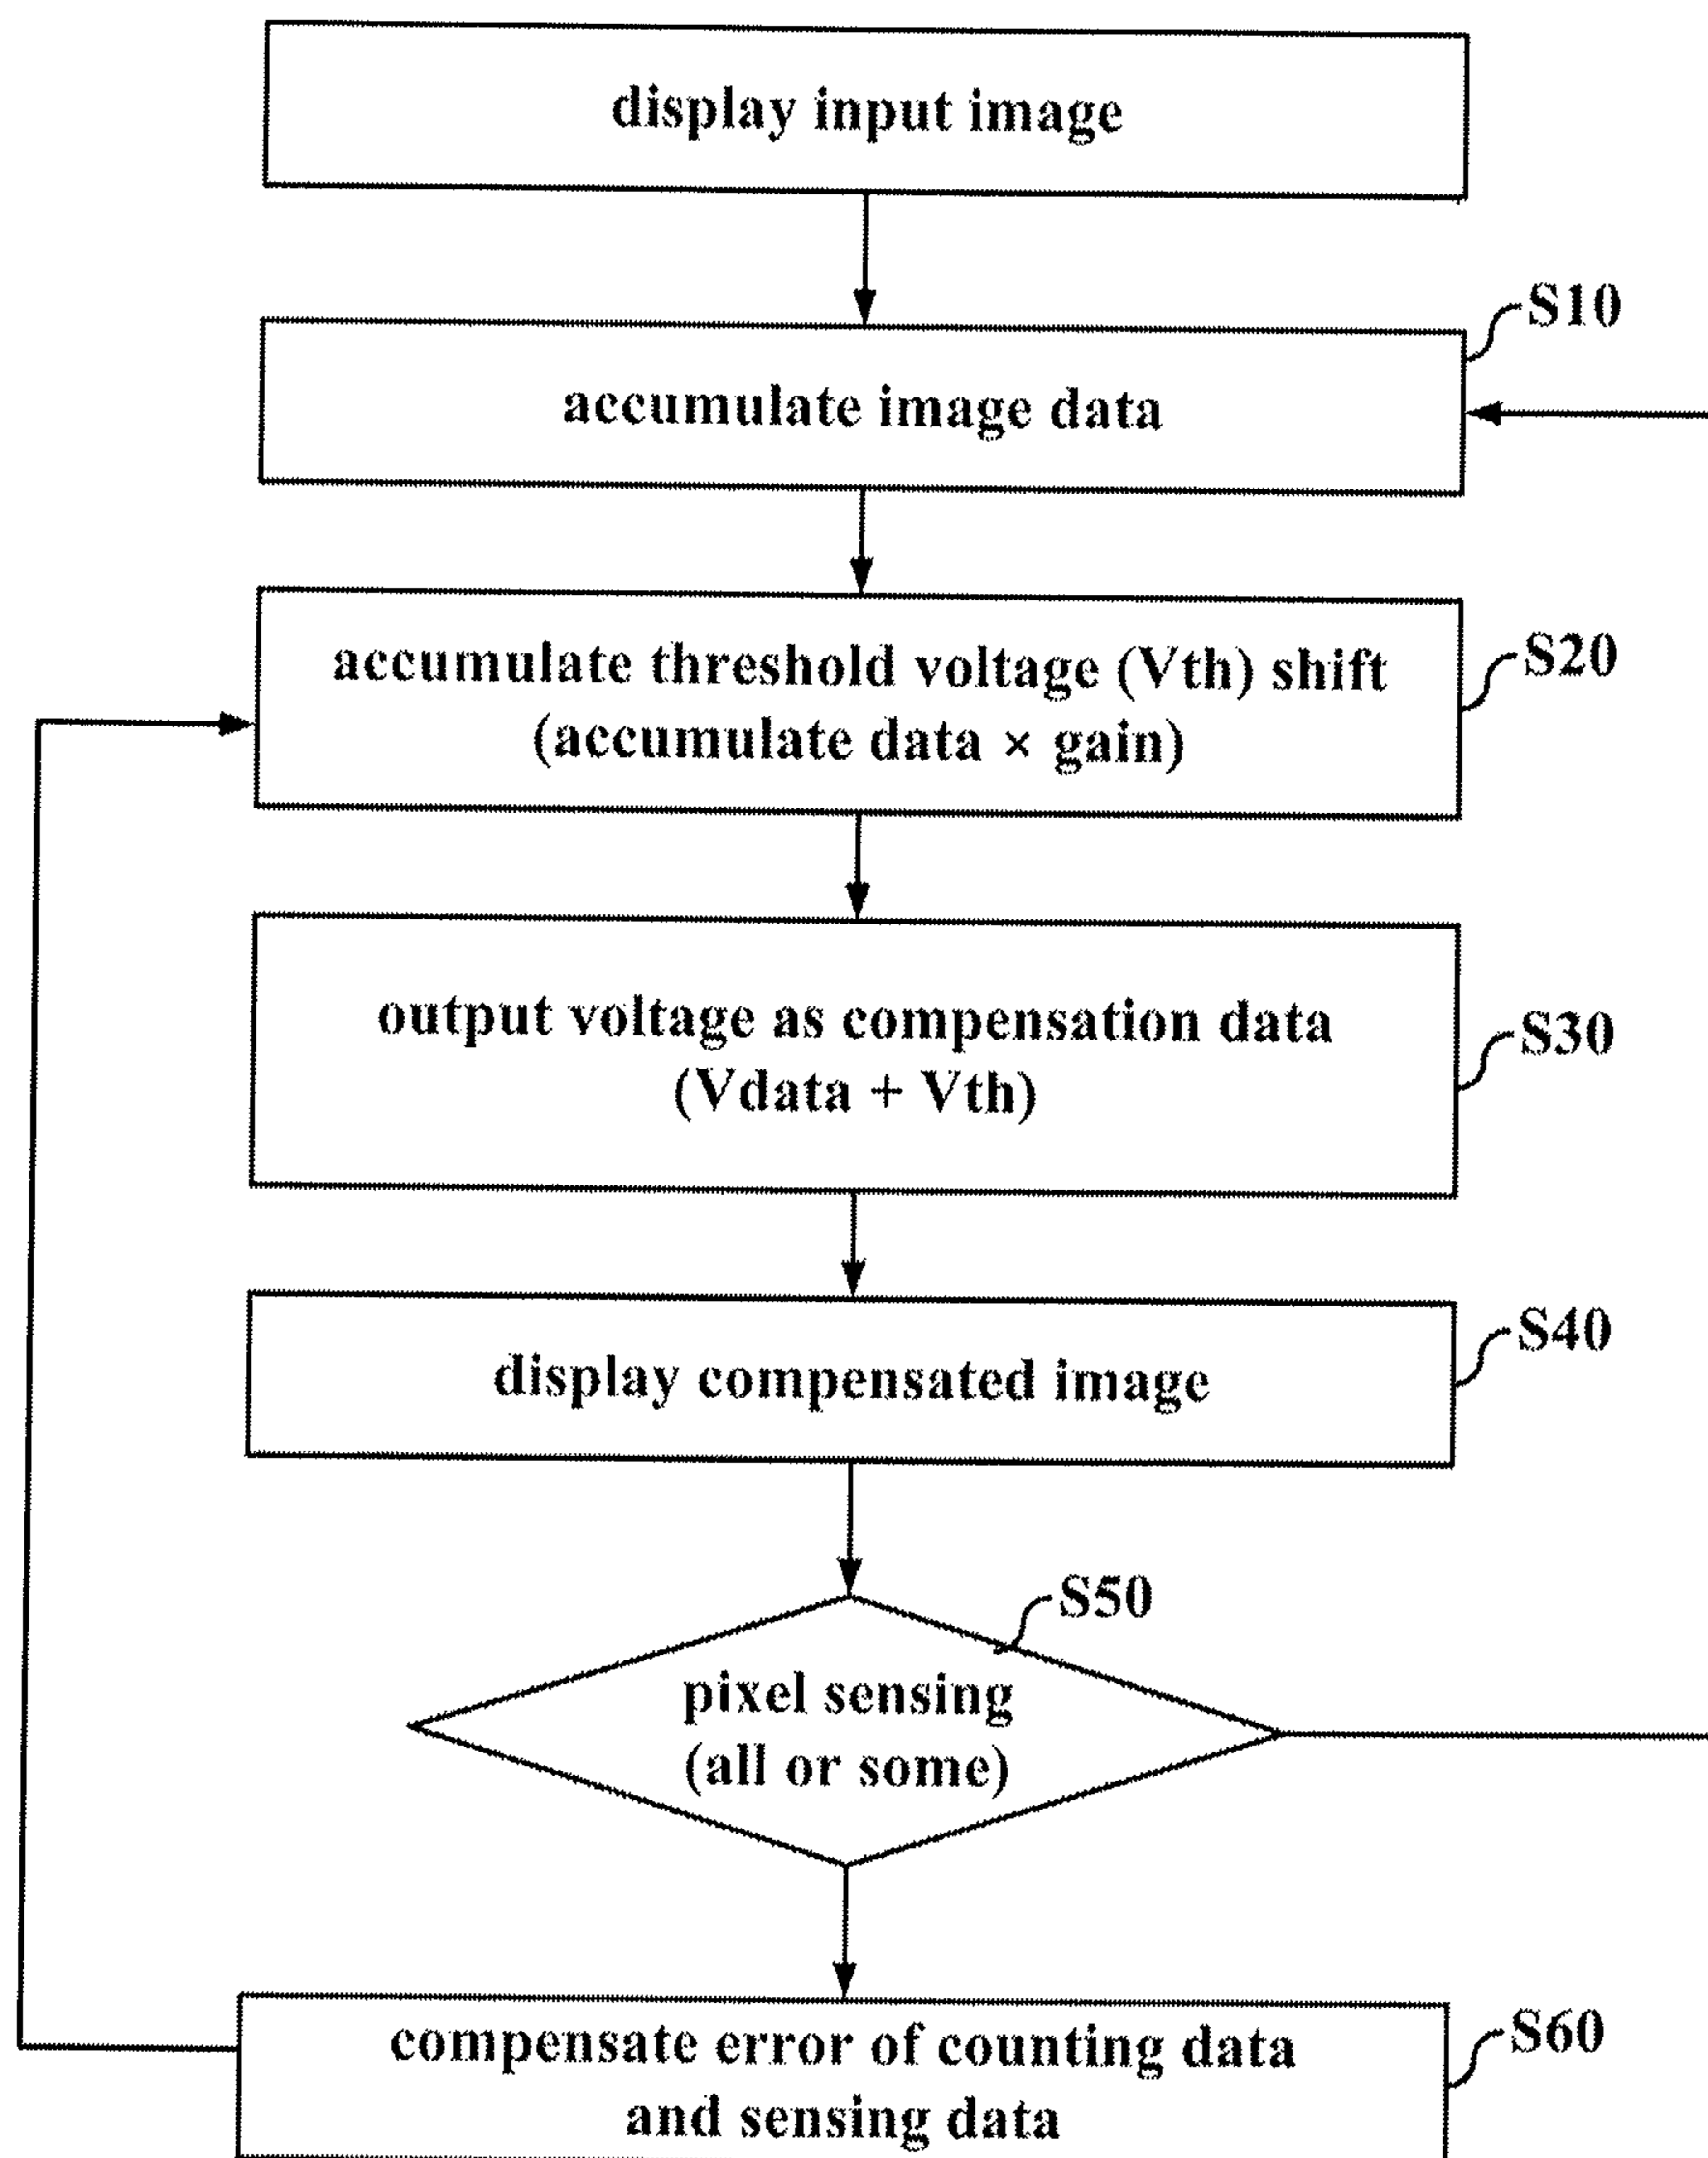 display input image
S10
accumulate image data
S20
accumulate threshold voltage (Vth) shift
(accumulate data × gain)
S30
output voltage as compensation data
(Vdata + Vth)
S40
display compensated image
S50
pixel sensing
(all or some)
S60
compensate error of counting data
and sensing data